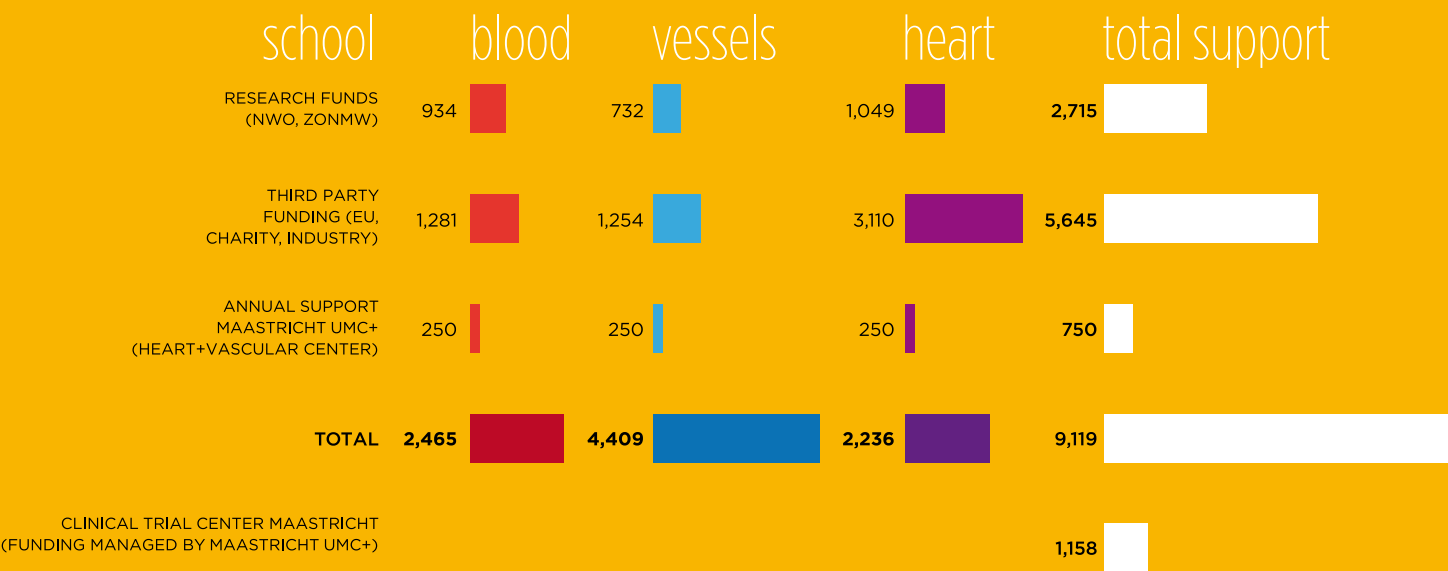 school blood vessels heart total support
RESEARCH FUNDS
(NWO, ZONMW) 934 732 1,049 2,715
THIRD PARTY
FUNDING (EU,
CHARITY, INDUSTRY) 1,281 1,254 3,110 5,645
ANNUAL SUPPORT
MAASTRICHT UMC+
(HEART+VASCULAR CENTER) 250 250 250 750
TOTAL 2,465 4,409 2,236 9,119
CLINICAL TRIAL CENTER MAASTRICHT
(FUNDING MANAGED BY MAASTRICHT UMC+) 1,158